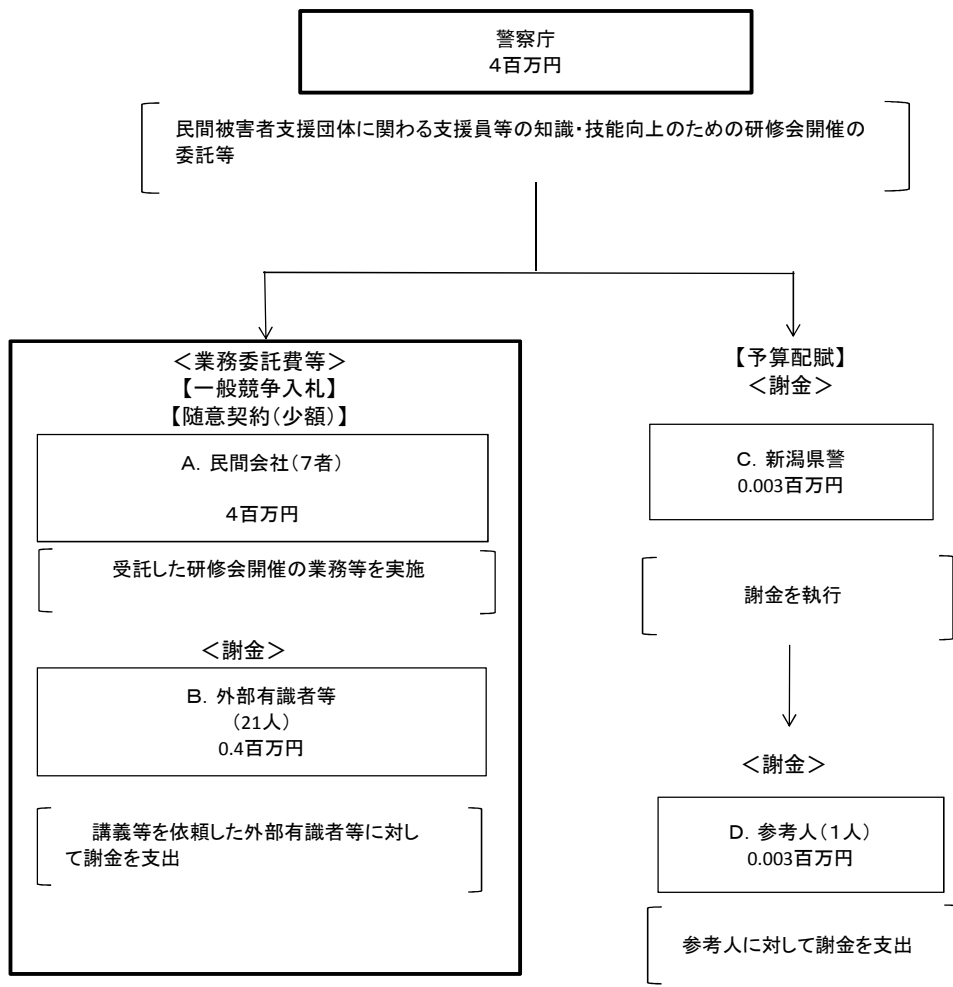 警察庁
4百万円
民間被害者支援団体に関わる支援員等の知識・技能向上のための研修会開催の
委託等
＜業務委託費等＞
【一般競争入札】
【随意契約（少額）】
A. 民間会社（7者）
4百万円
受託した研修会開催の業務等を実施
＜謝金＞
B. 外部有識者等
（21人）
0.4百万円
講義等を依頼した外部有識者等に対し
て謝金を支出
【予算配賦】
＜謝金＞
C. 新潟県警
0.003百万円
謝金を執行
＜謝金＞
D. 参考人（1人）
0.003百万円
参考人に対して謝金を支出